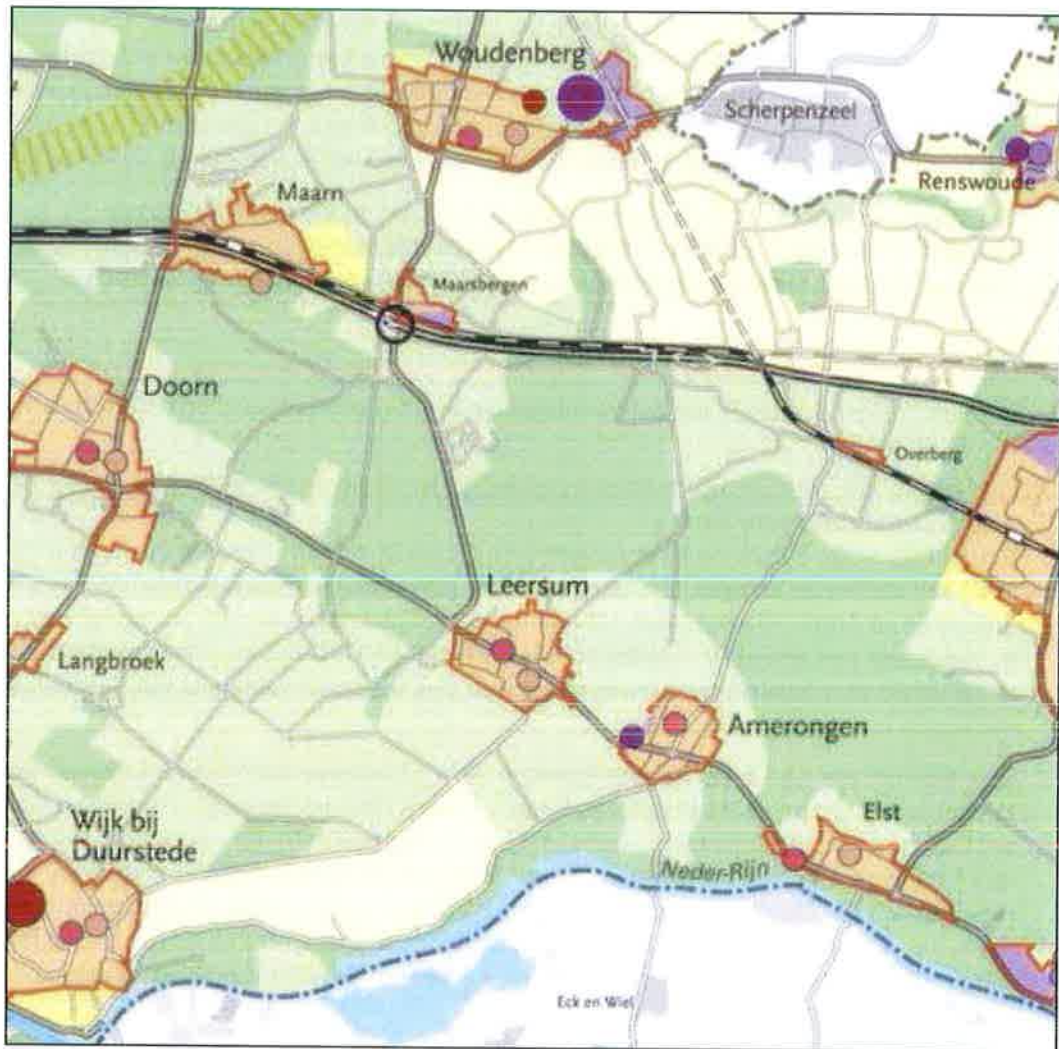 Woudenberg
Scherpenzeel
Renswoude
Maarn
Maarsbergen
Doorn
Overberg
Leersum
Langbroek
Amerongen
Wijk bij
Duurstede
Elst
Neder-Rijn
Eck en Wiel